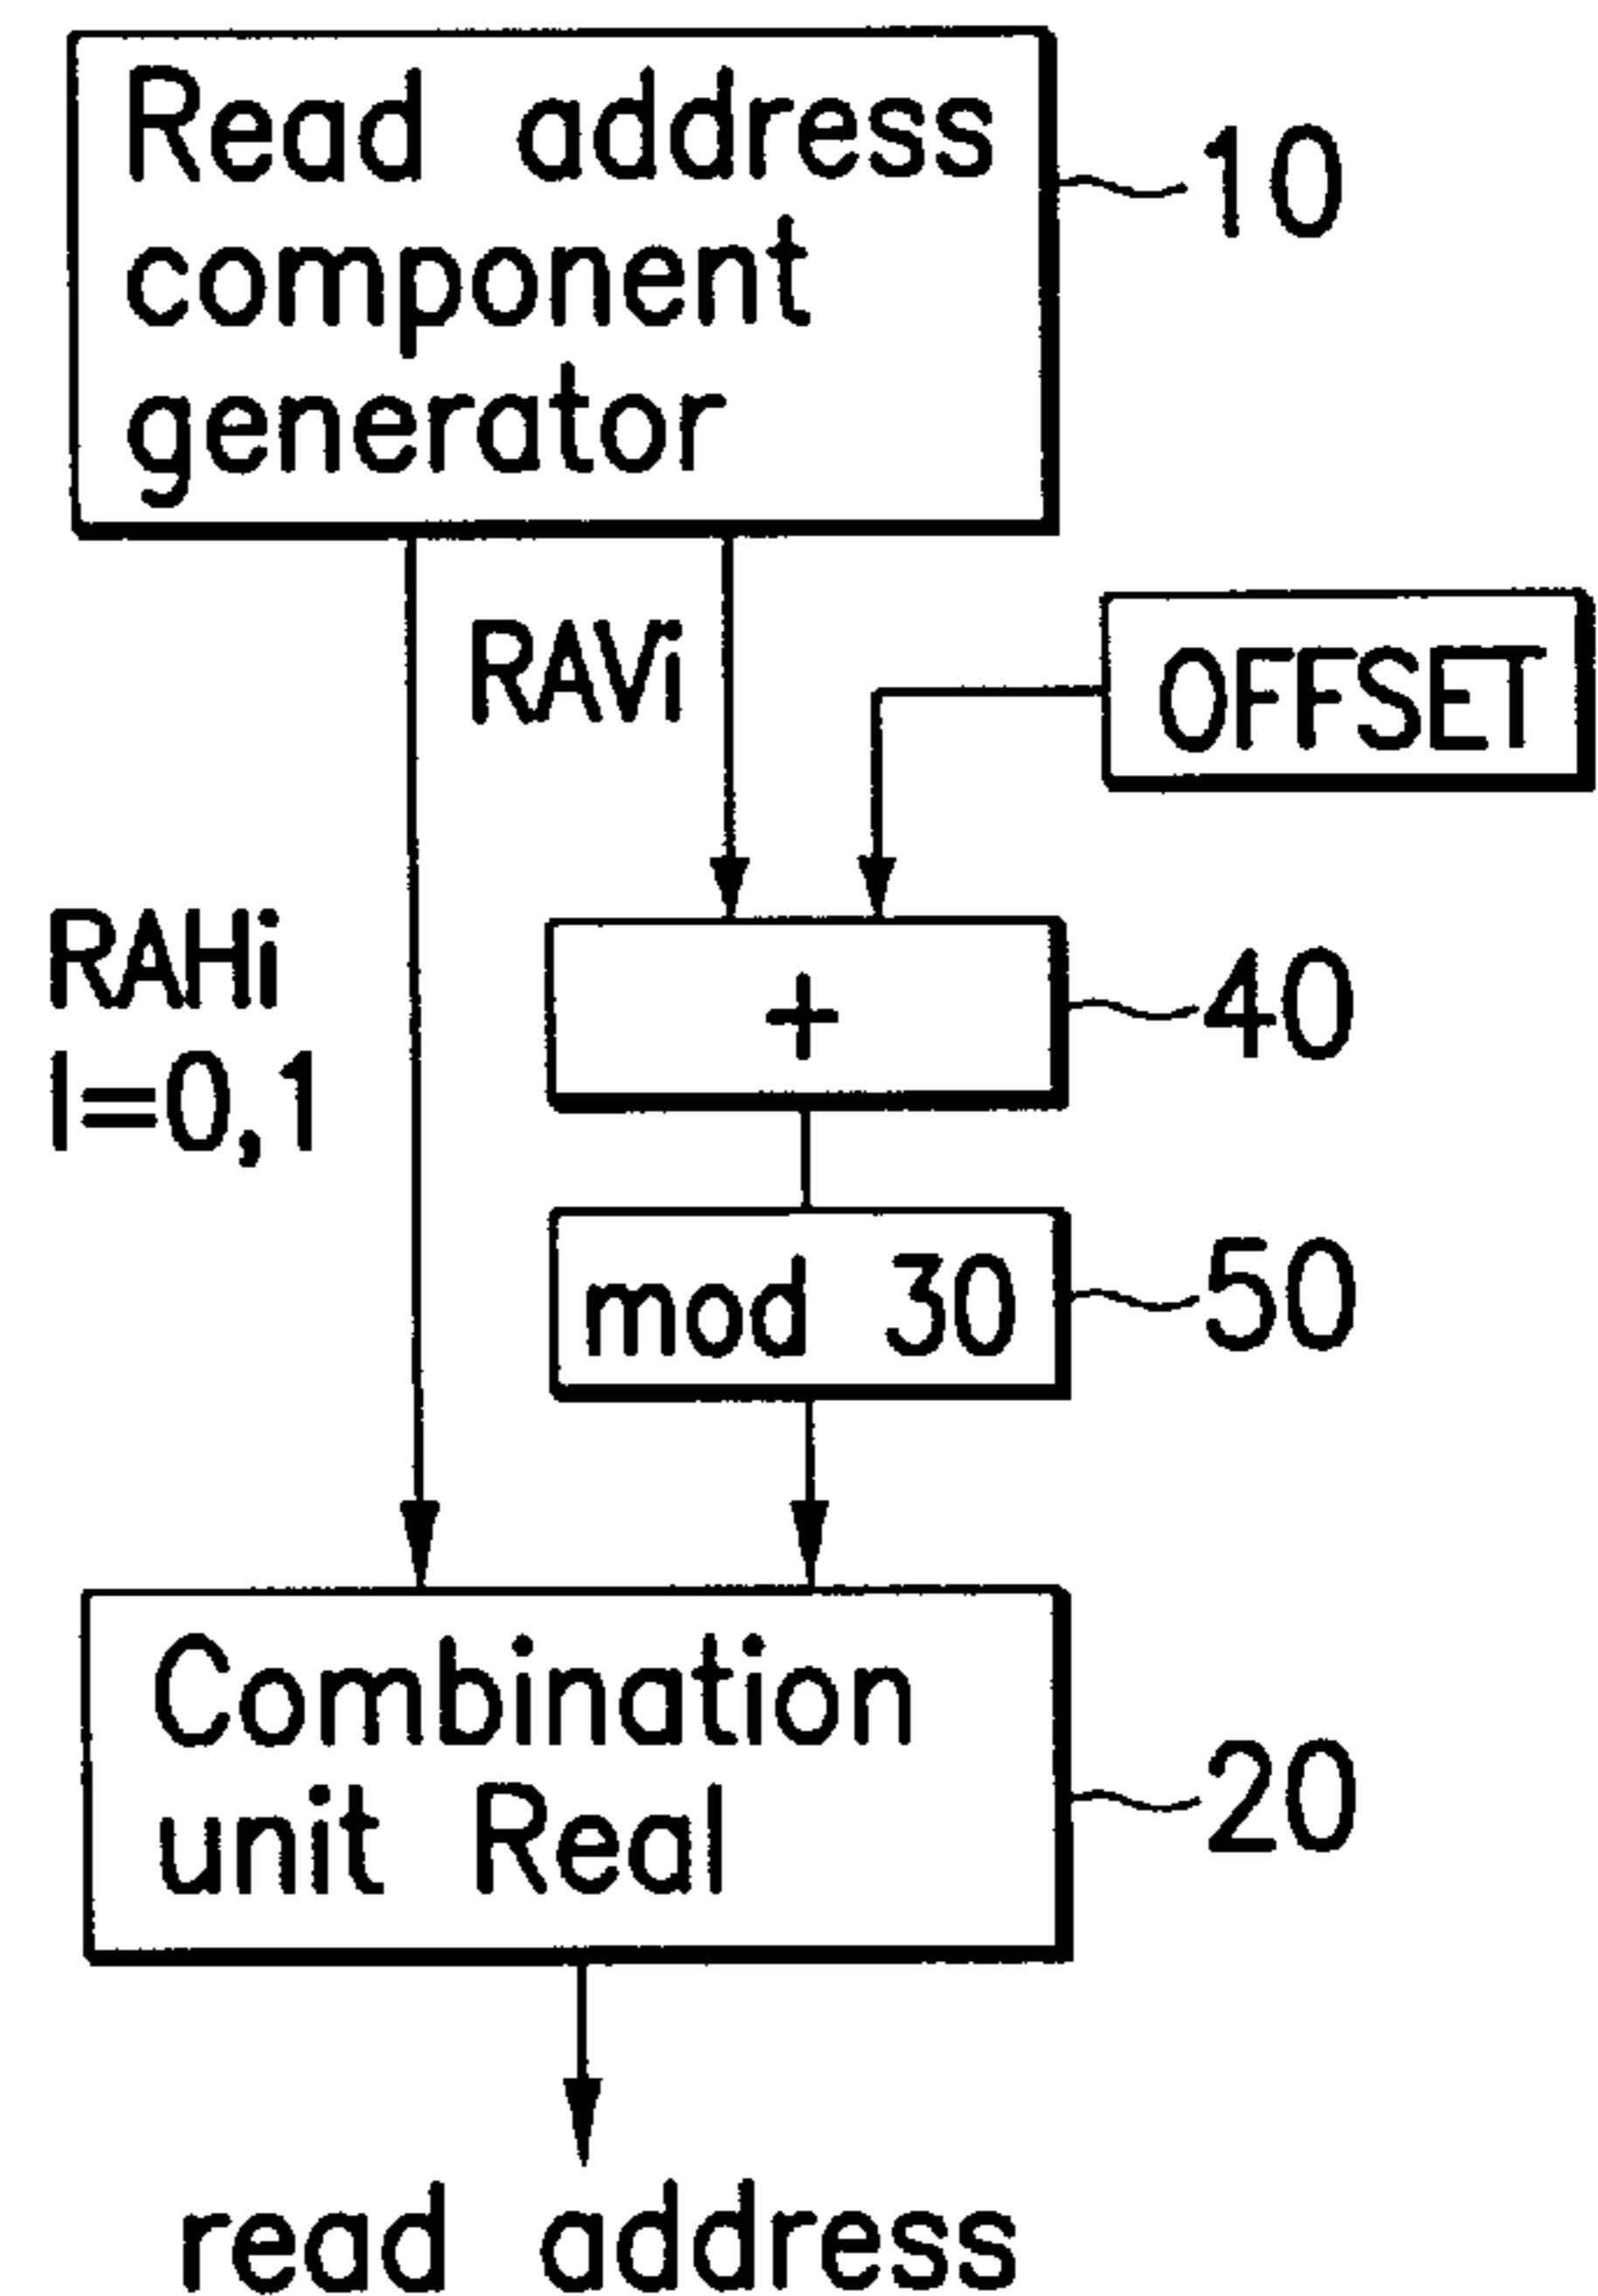 Read address
component
generator
10
RAVi
OFFSET
RAHi
I=0,1
+
40
mod 30
50
Combination
unit Real
20
read address